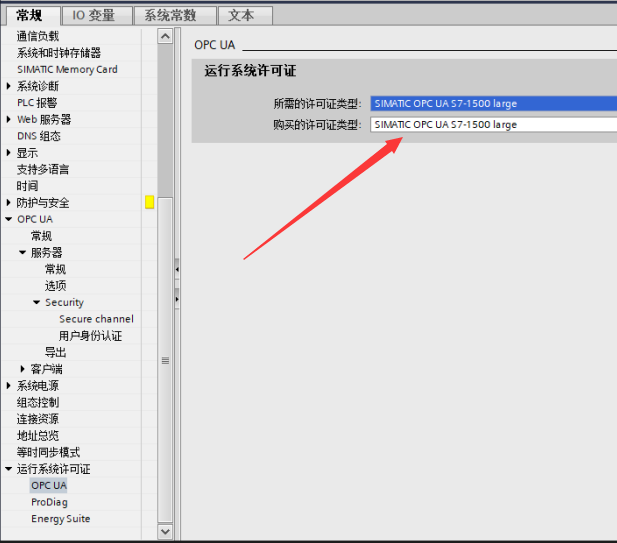 常规 IO 变量 系统常数 文本
通信负载
系统和时钟存储器
SIMATIC Memory Card
系统诊断
PLC 报警
Web 服务器
DNS 组态
显示
支持多语言
时间
防护与安全
OPC UA
常规
服务器
常规
选项
Security
Secure channel
用户身份认证
导出
客户端
系统电源
组态控制
连接资源
地址总览
等时同步模式
运行系统许可证
OPC UA
ProDiag
Energy Suite
OPC UA
运行系统许可证
所需的许可证类型: SIMATIC OPC UA S7-1500 large
购买的许可证类型: SIMATIC OPC UA S7-1500 large